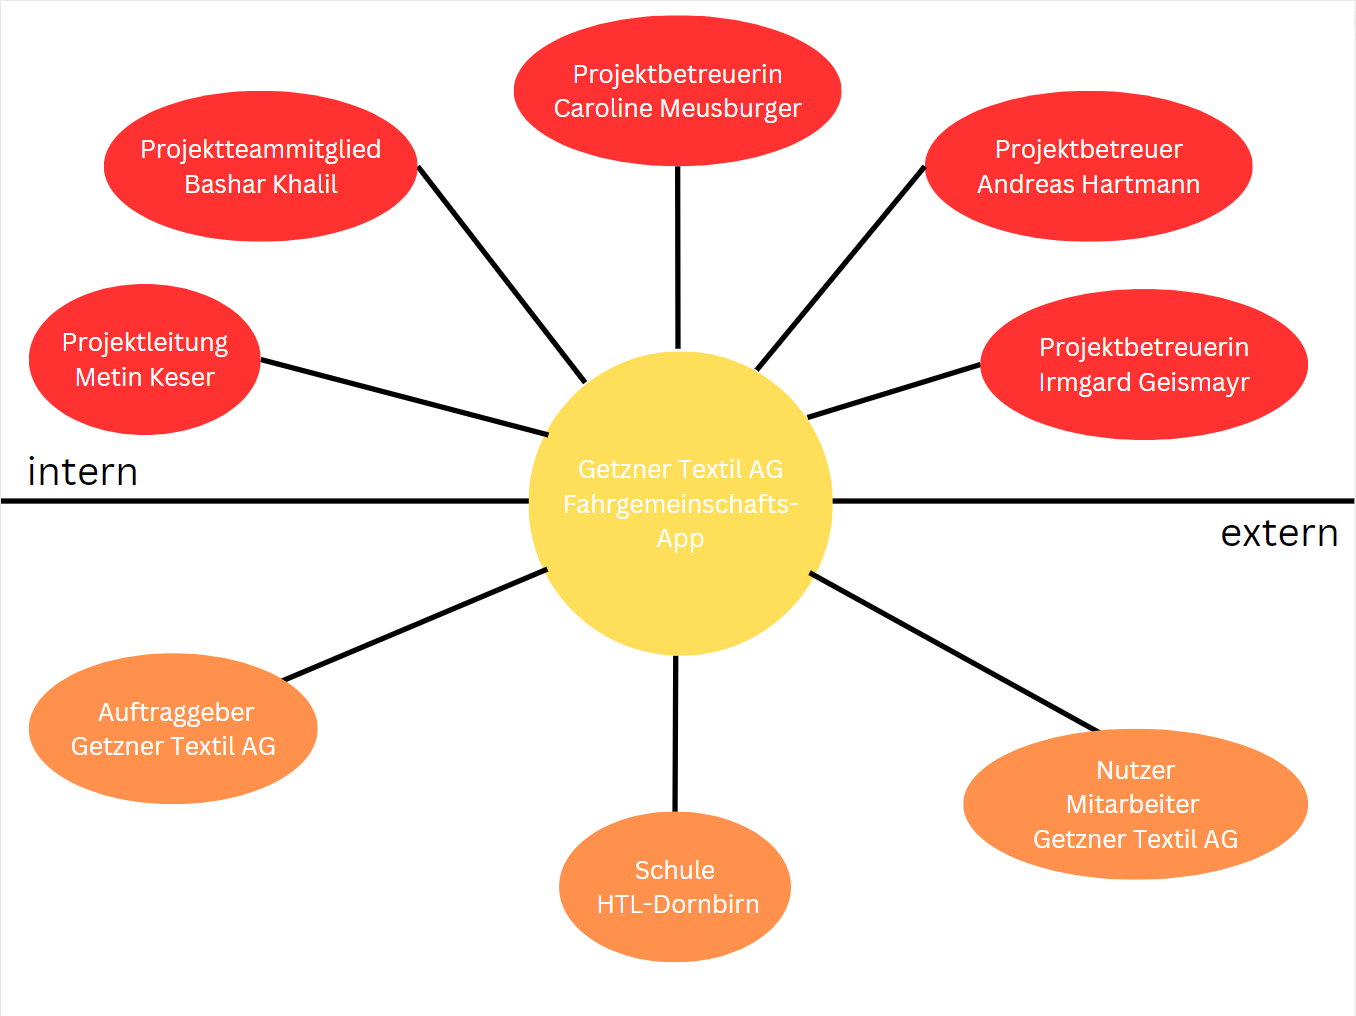 Projektbetreuerin
Caroline Meusburger
Projektteammitglied
Bashar Khalil
Projektbetreuer
Andreas Hartmann
Projektleitung
Metin Keser
Projektbetreuerin
Irmgard Geismayr
intern
Getzner Textil AG
Fahrgemeinschafts-
App
extern
Auftraggeber
Getzner Textil AG
Nutzer
Mitarbeiter
Getzner Textil AG
Schule
HTL-Dornbirn